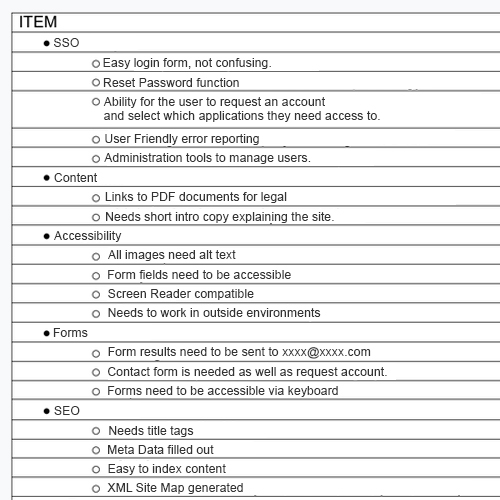 ITEM
SSO
Easy login form, not confusing.
Reset Password function
Ability for the user to request an account
and select which applications they need access to.
User Friendly error reporting
Administration tools to manage users.
Content
Links to PDF documents for legal
Needs short intro copy explaining the site.
Accessibility
All images need alt text
Form fields need to be accessible
Screen Reader compatible
Needs to work in outside environments
Forms
Form results need to be sent to xxxx@xxxx.com
Contact form is needed as well as request account.
Forms need to be accessible via keyboard
SEO
Needs title tags
Meta Data filled out
Easy to index content
XML Site Map generated